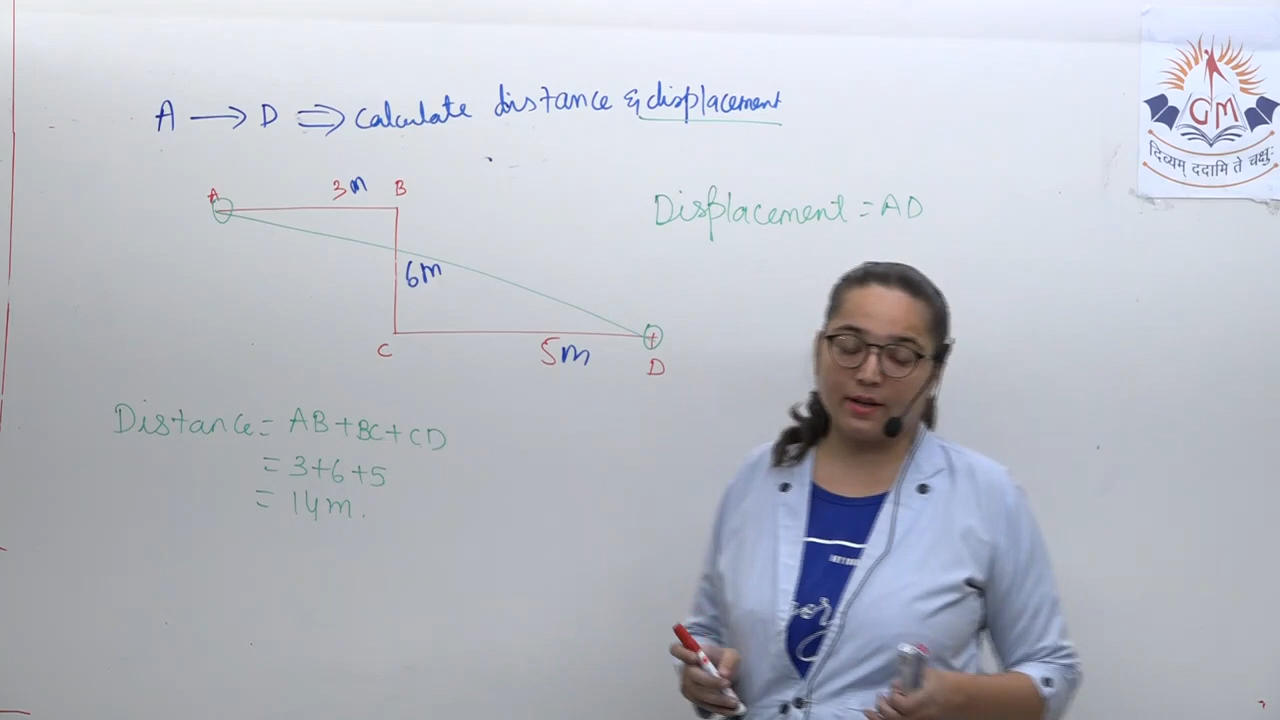 A → D ⇒ Calculate distance & displacement
GM
दिव्यम् ददामि ते चक्षुः
A 3m B
Displacement = AD
6m
C 5m D
Distance = AB+BC+CD
= 3+6+5
= 14m.